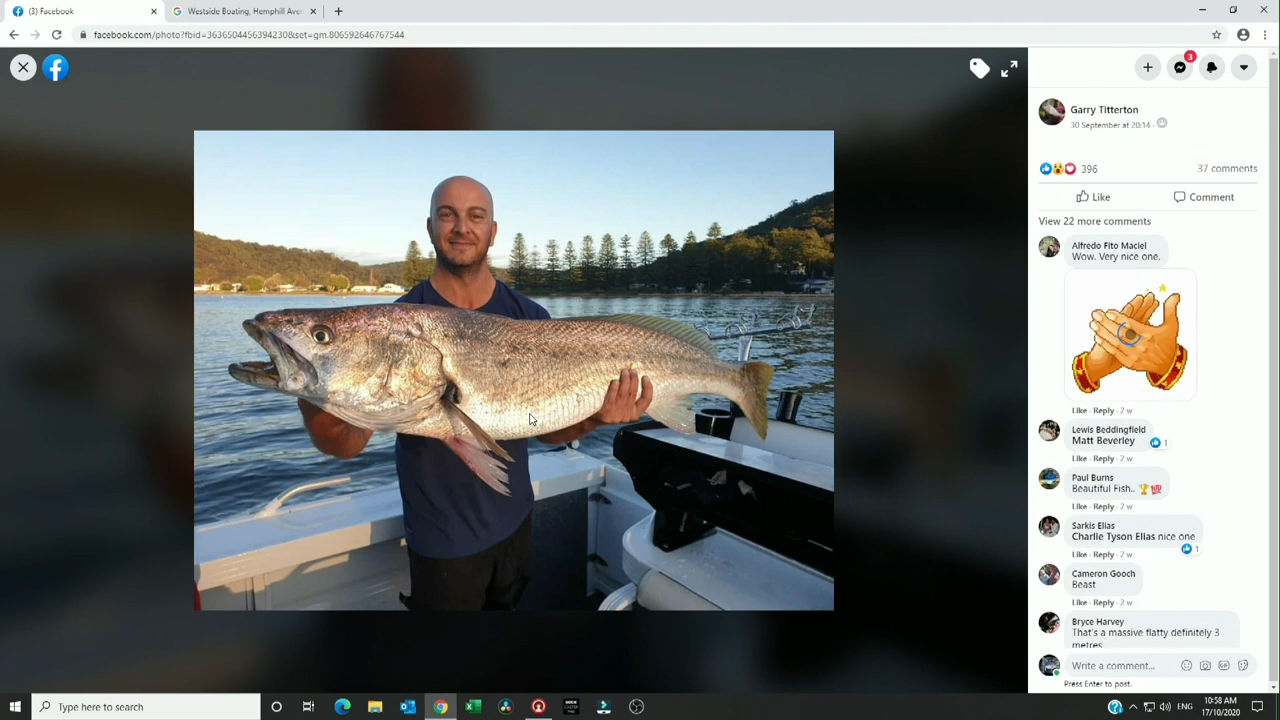 (3) Facebook
Westside Boating, Hemphill Ave
facebook.com/photo?fbid=3636504456394230&set=gm.806592646767544
3
Garry Titterton
30 September at 20:14 ·
396
37 comments
Like
Comment
View 22 more comments
Alfredo Fito Maciel
Wow. Very nice one.
Like · Reply · 2 w
Lewis Beddingfield
Matt Beverley
1
Like · Reply · 2 w
Paul Burns
Beautiful Fish.. 🏆💯
Like · Reply · 2 w
Sarkis Elias
Charlie Tyson Elias nice one
1
Like · Reply · 2 w
Cameron Gooch
Beast
Like · Reply · 2 w
Bryce Harvey
That's a massive flatty definitely 3
metres
Write a comment...
Press Enter to post.
Type here to search
ENG
10:58 AM
17/10/2020